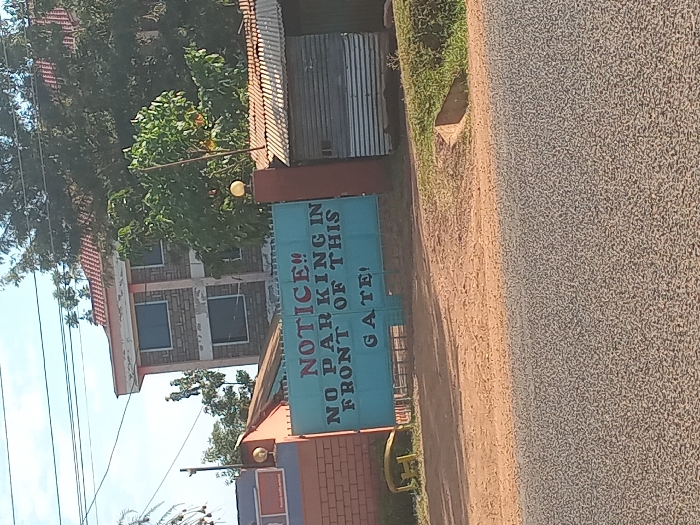 NOTICE!!
NO PARKING IN
FRONT OF THIS
GATE!